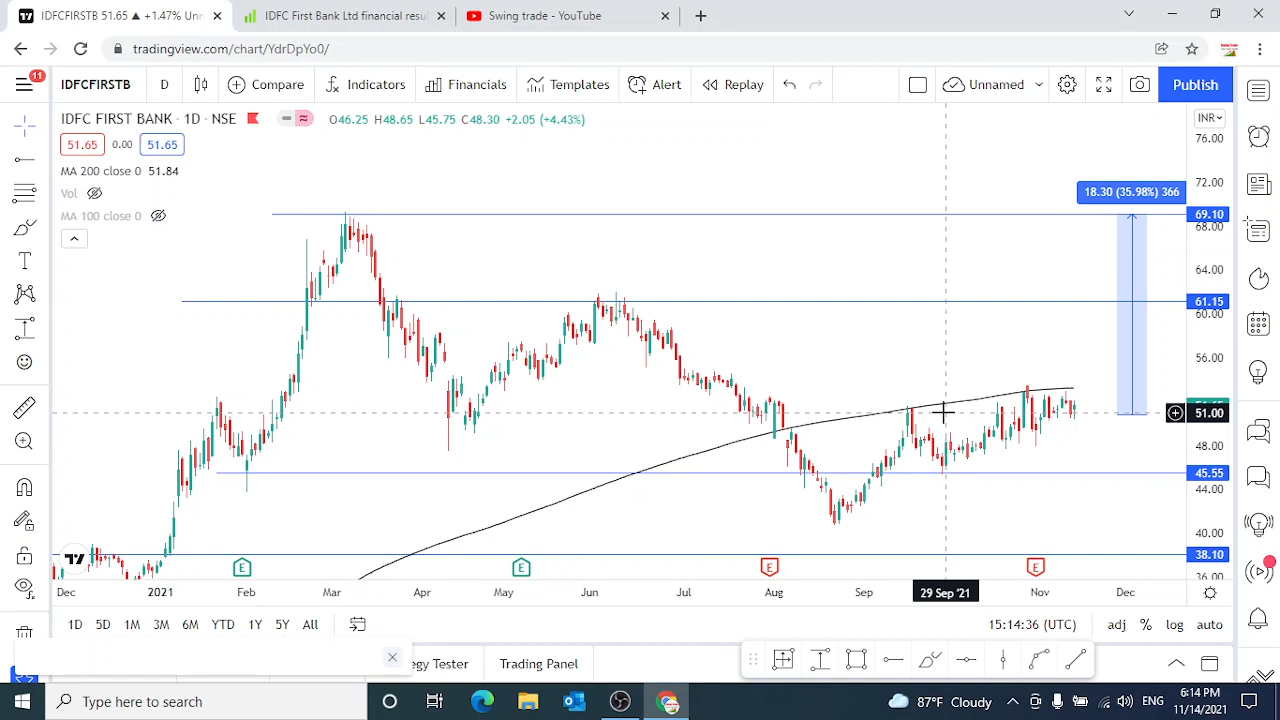 IDFCFIRSTB 51.65 ▲ +1.47% Unn
IDFC First Bank Ltd financial resul
Swing trade - YouTube
tradingview.com/chart/YdrDpYo0/
11
IDFCFIRSTB
D
Compare
Indicators
Financials
Templates
Alert
Replay
Unnamed
Publish
IDFC FIRST BANK · 1D · NSE
O46.25 H48.65 L45.75 C48.30 +2.05 (+4.43%)
INR
51.65 0.00 51.65
MA 200 close 0 51.84
Vol
MA 100 close 0
18.30 (35.98%) 366
76.00
72.00
69.10
68.00
64.00
61.15
60.00
56.00
51.00
48.00
45.55
44.00
40.00
38.10
36.00
E
E
E
E
Dec 2021 Feb Mar Apr May Jun Jul Aug Sep 29 Sep '21 Nov Dec
1D 5D 1M 3M 6M YTD 1Y 5Y All
15:14:36 (UTC)
adj % log auto
egy Tester
Trading Panel
Type here to search
87°F Cloudy
ENG
6:14 PM
11/14/2021